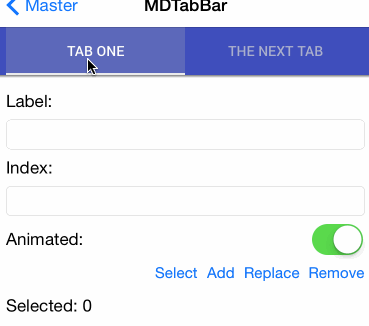 Master MDTabBar
TAB ONE THE NEXT TAB
Label:
Index:
Animated:
Select Add Replace Remove
Selected: 0